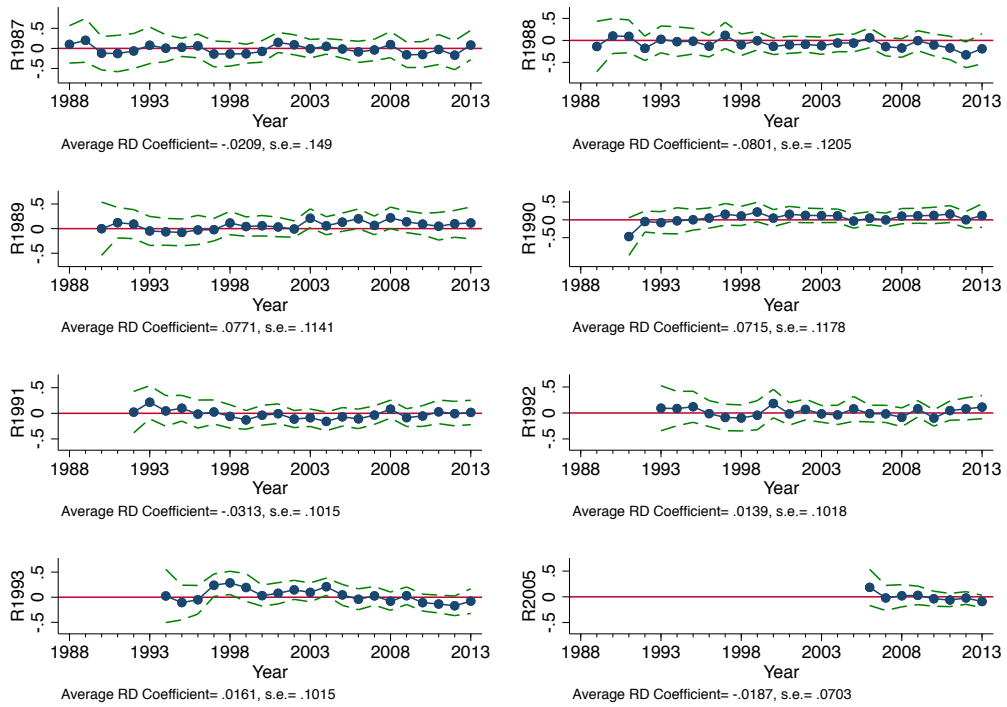 R1987
.5
0
-.5
1988 1993 1998 2003 2008 2013
Year
Average RD Coefficient= -.0209, s.e.= .149
R1988
.5
0
-.5
1988 1993 1998 2003 2008 2013
Year
Average RD Coefficient= -.0801, s.e.= .1205
R1989
.5
0
-.5
1988 1993 1998 2003 2008 2013
Year
Average RD Coefficient= .0771, s.e.= .1141
R1990
.5
0
-.5
1988 1993 1998 2003 2008 2013
Year
Average RD Coefficient= .0715, s.e.= .1178
R1991
.5
0
-.5
1988 1993 1998 2003 2008 2013
Year
Average RD Coefficient= -.0313, s.e.= .1015
R1992
.5
0
-.5
1988 1993 1998 2003 2008 2013
Year
Average RD Coefficient= .0139, s.e.= .1018
R1993
.5
0
-.5
1988 1993 1998 2003 2008 2013
Year
Average RD Coefficient= .0161, s.e.= .1015
R2005
.5
0
-.5
1988 1993 1998 2003 2008 2013
Year
Average RD Coefficient= -.0187, s.e.= .0703